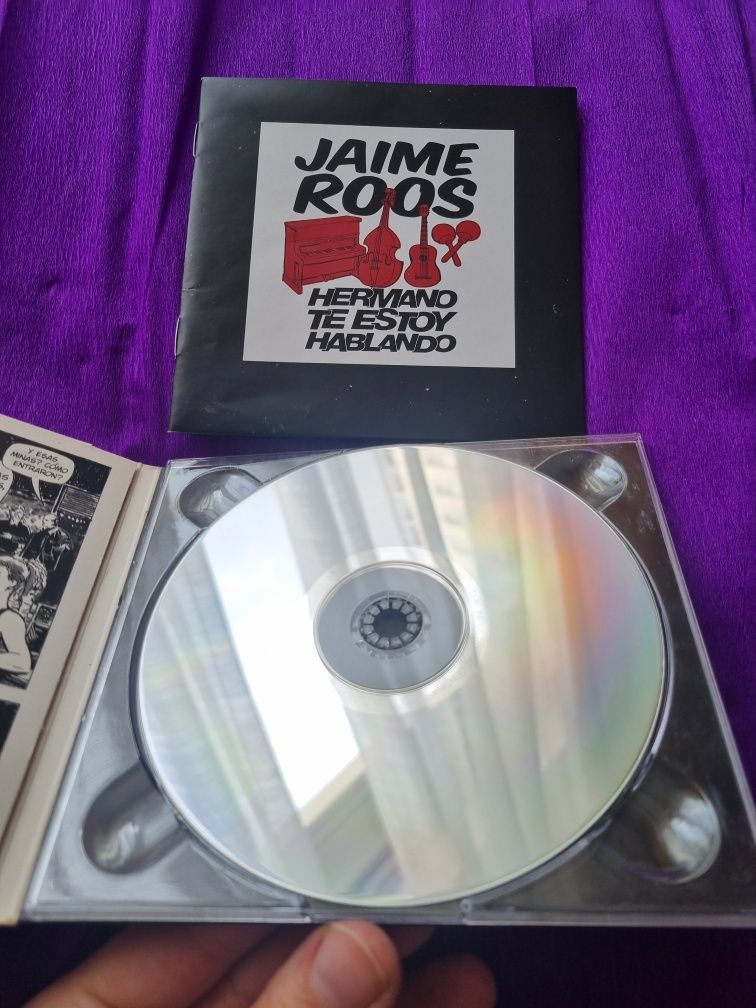 JAIME
ROOS
HERMANO
TE ESTOY
HABLANDO
Y ESAS
MINAS? CÓMO
ENTRARON?